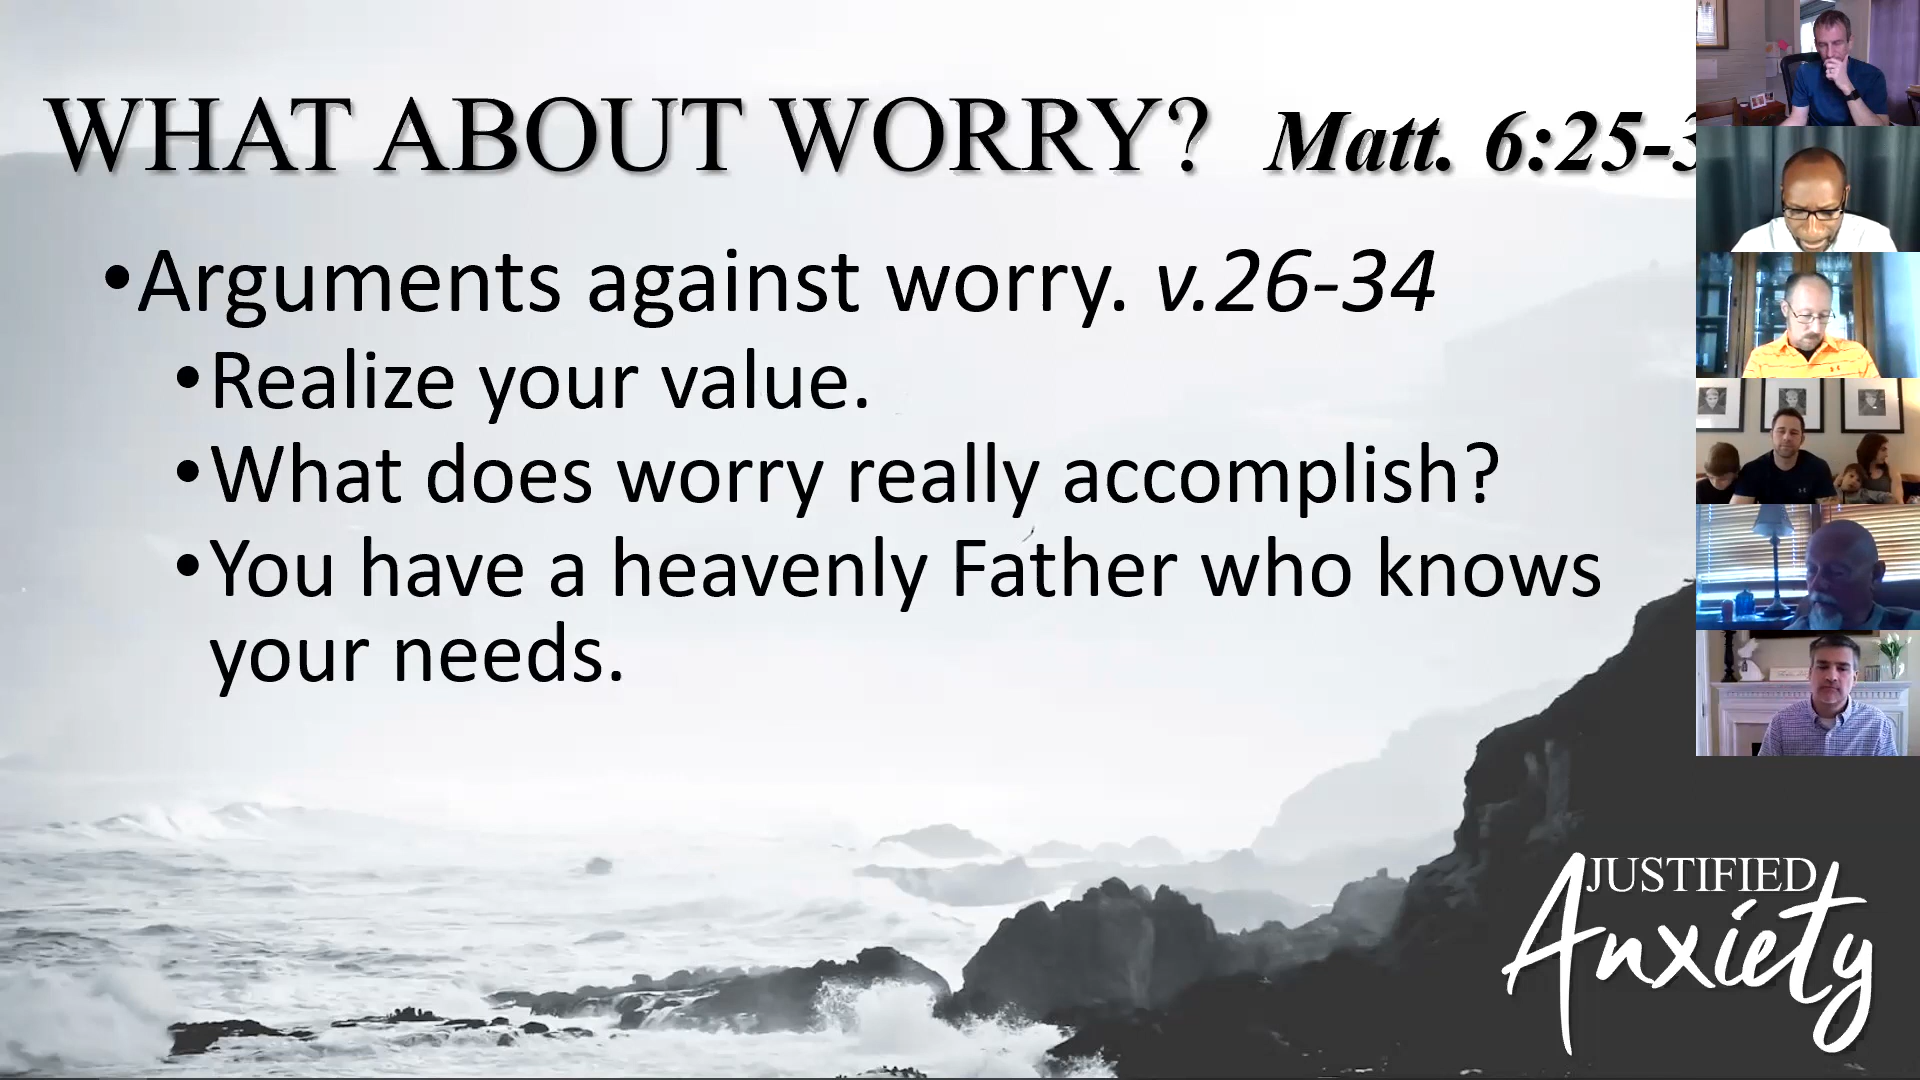 WHAT ABOUT WORRY? Matt. 6:25-3
•Arguments against worry. v.26-34
•Realize your value.
•What does worry really accomplish?
•You have a heavenly Father who knows
your needs.
JUSTIFIED
Anxiety